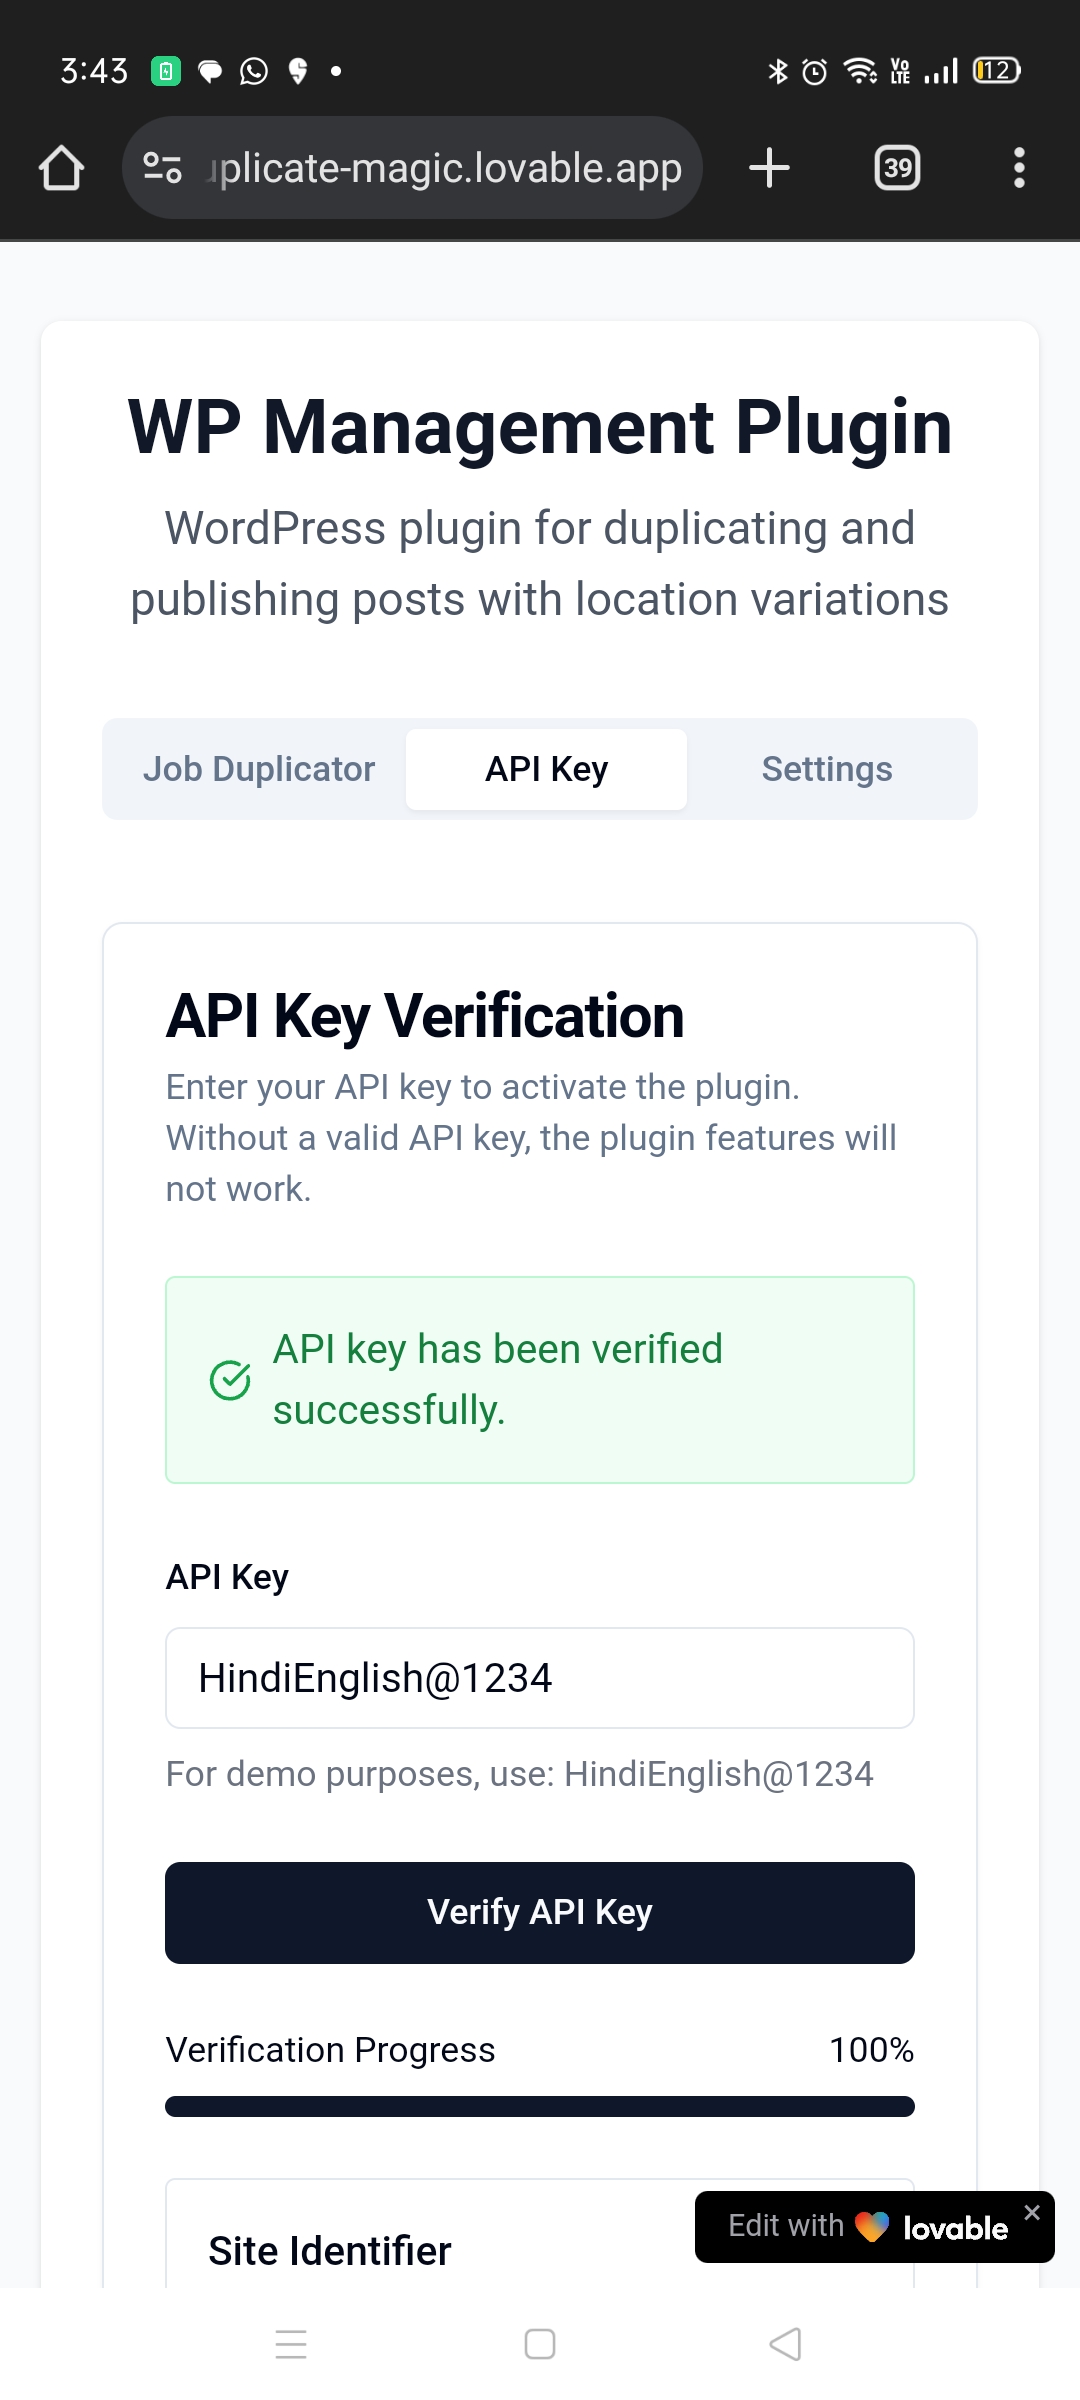 3:43
Vo
LTE
12
plicate-magic.lovable.app
39
WP Management Plugin
WordPress plugin for duplicating and
publishing posts with location variations
Job Duplicator
API Key
Settings
API Key Verification
Enter your API key to activate the plugin.
Without a valid API key, the plugin features will
not work.
API key has been verified
successfully.
API Key
HindiEnglish@1234
For demo purposes, use: HindiEnglish@1234
Verify API Key
Verification Progress 100%
Site Identifier
Edit with lovable